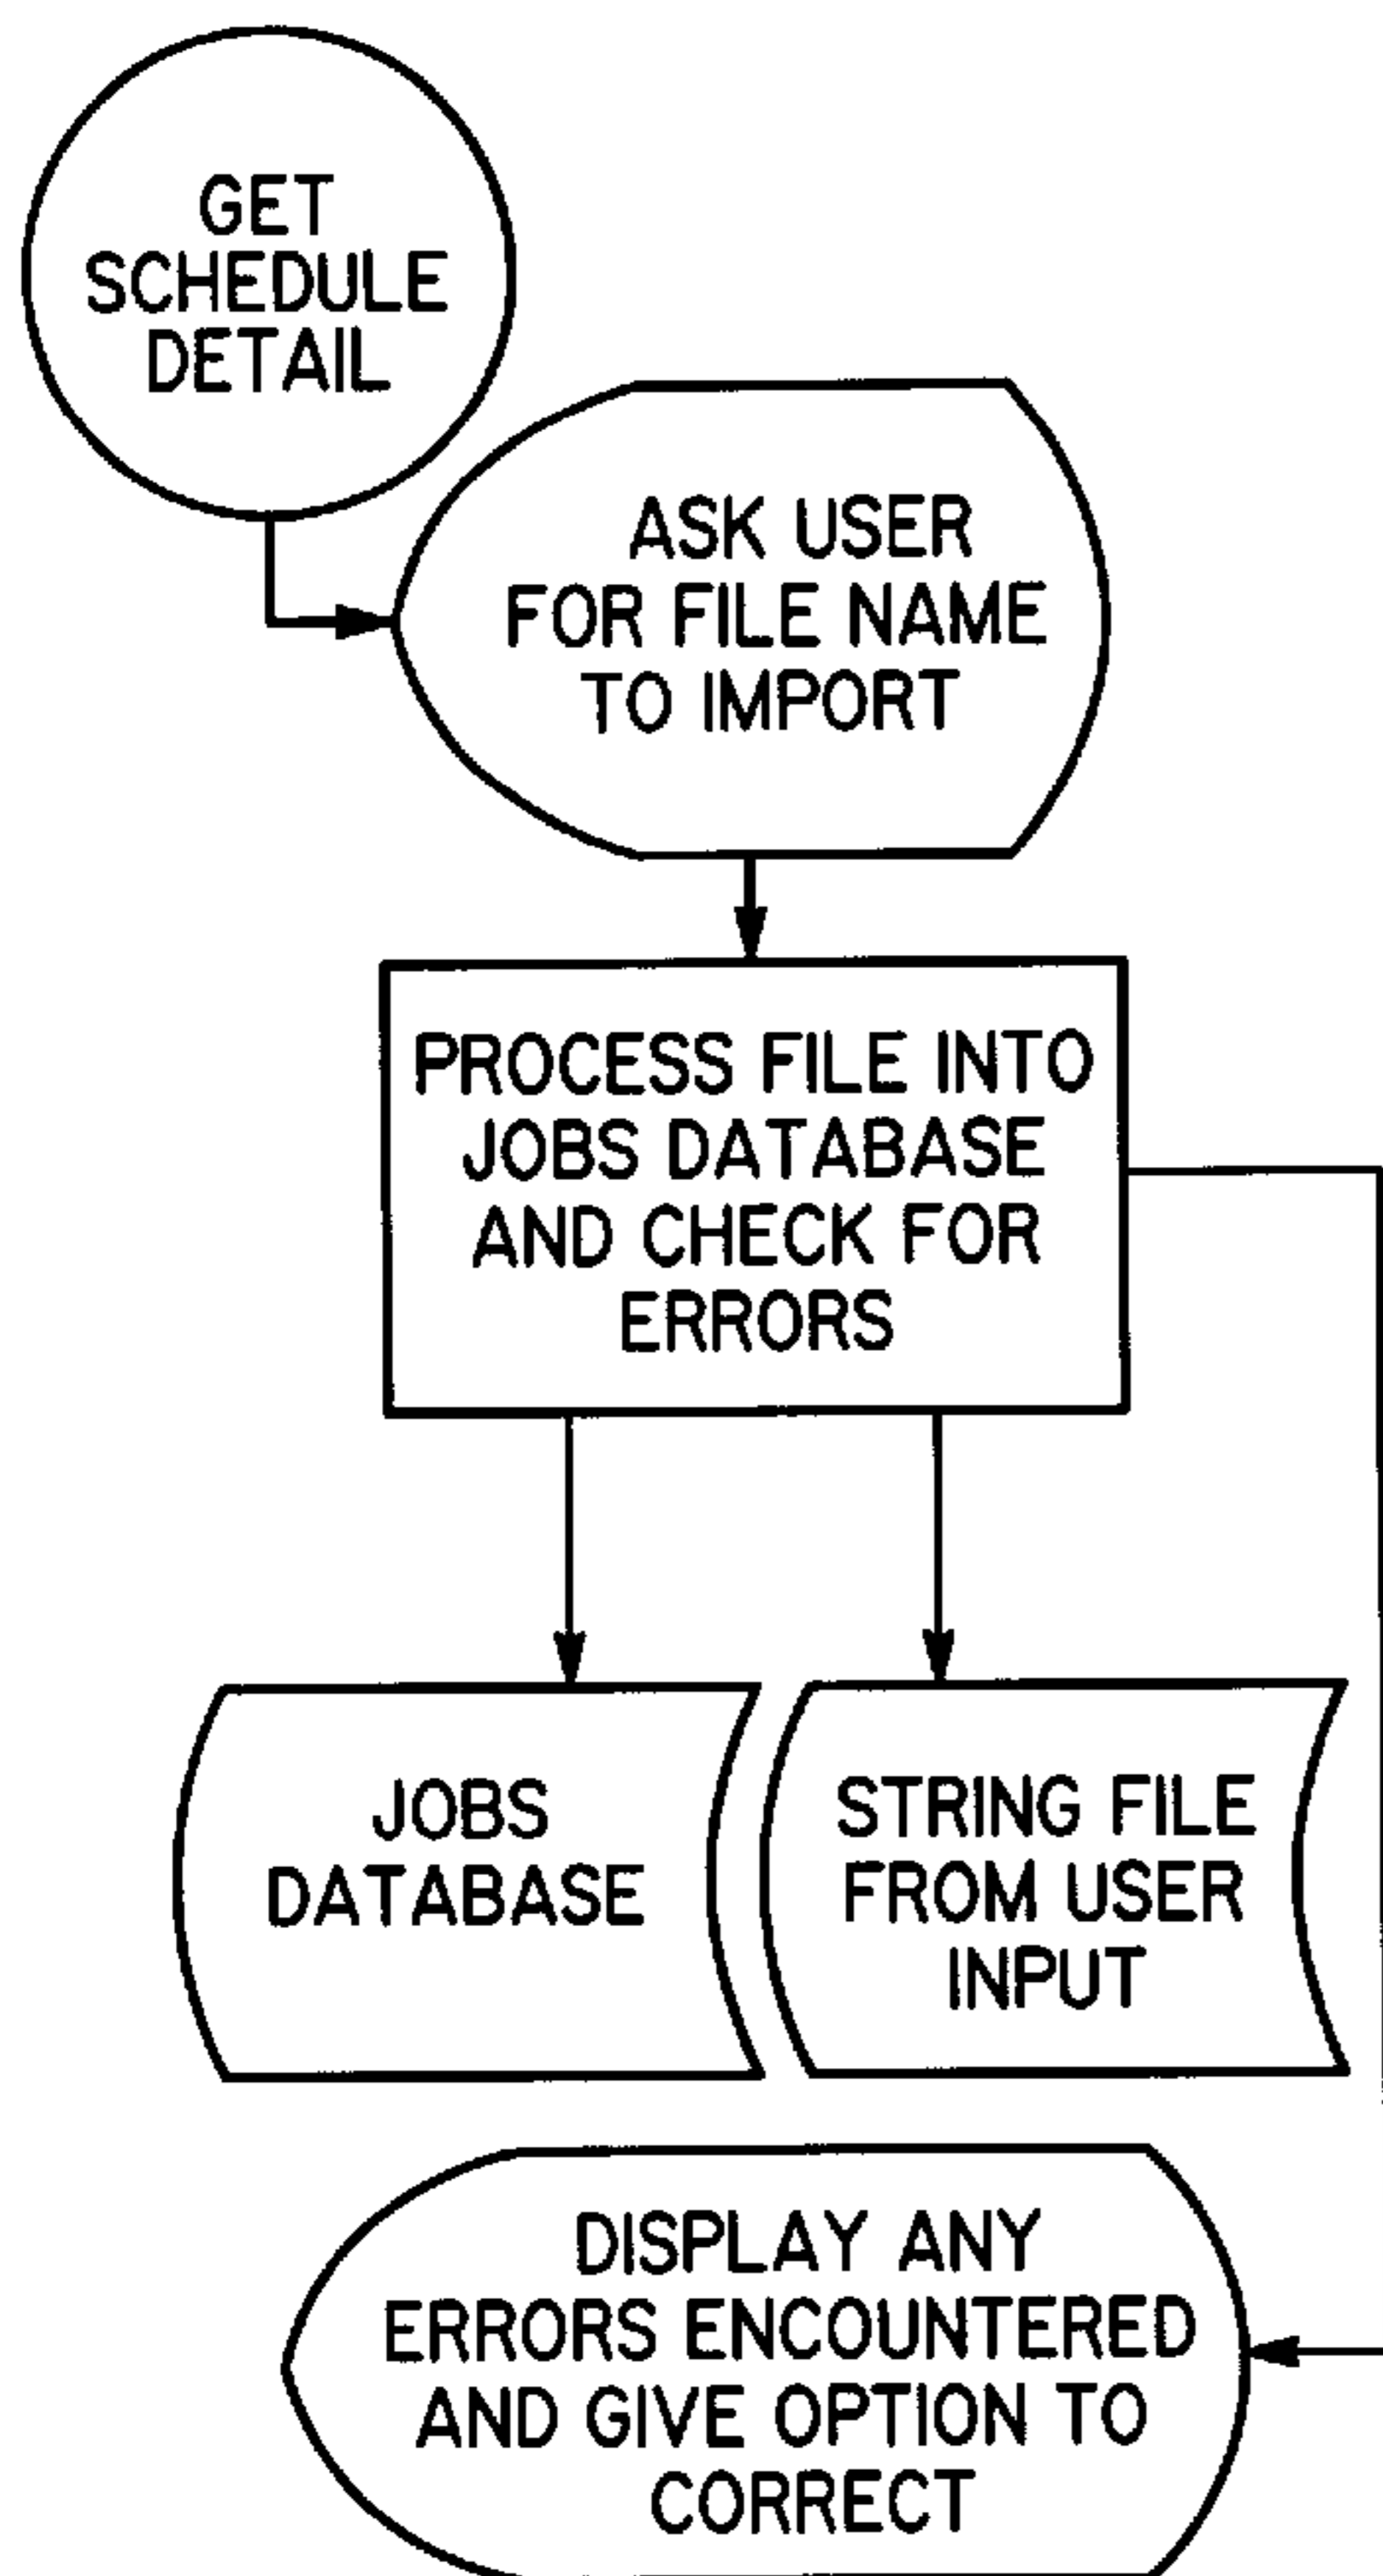 GET
SCHEDULE
DETAIL
ASK USER
FOR FILE NAME
TO IMPORT
PROCESS FILE INTO
JOBS DATABASE
AND CHECK FOR
ERRORS
JOBS
DATABASE
STRING FILE
FROM USER
INPUT
DISPLAY ANY
ERRORS ENCOUNTERED
AND GIVE OPTION TO
CORRECT